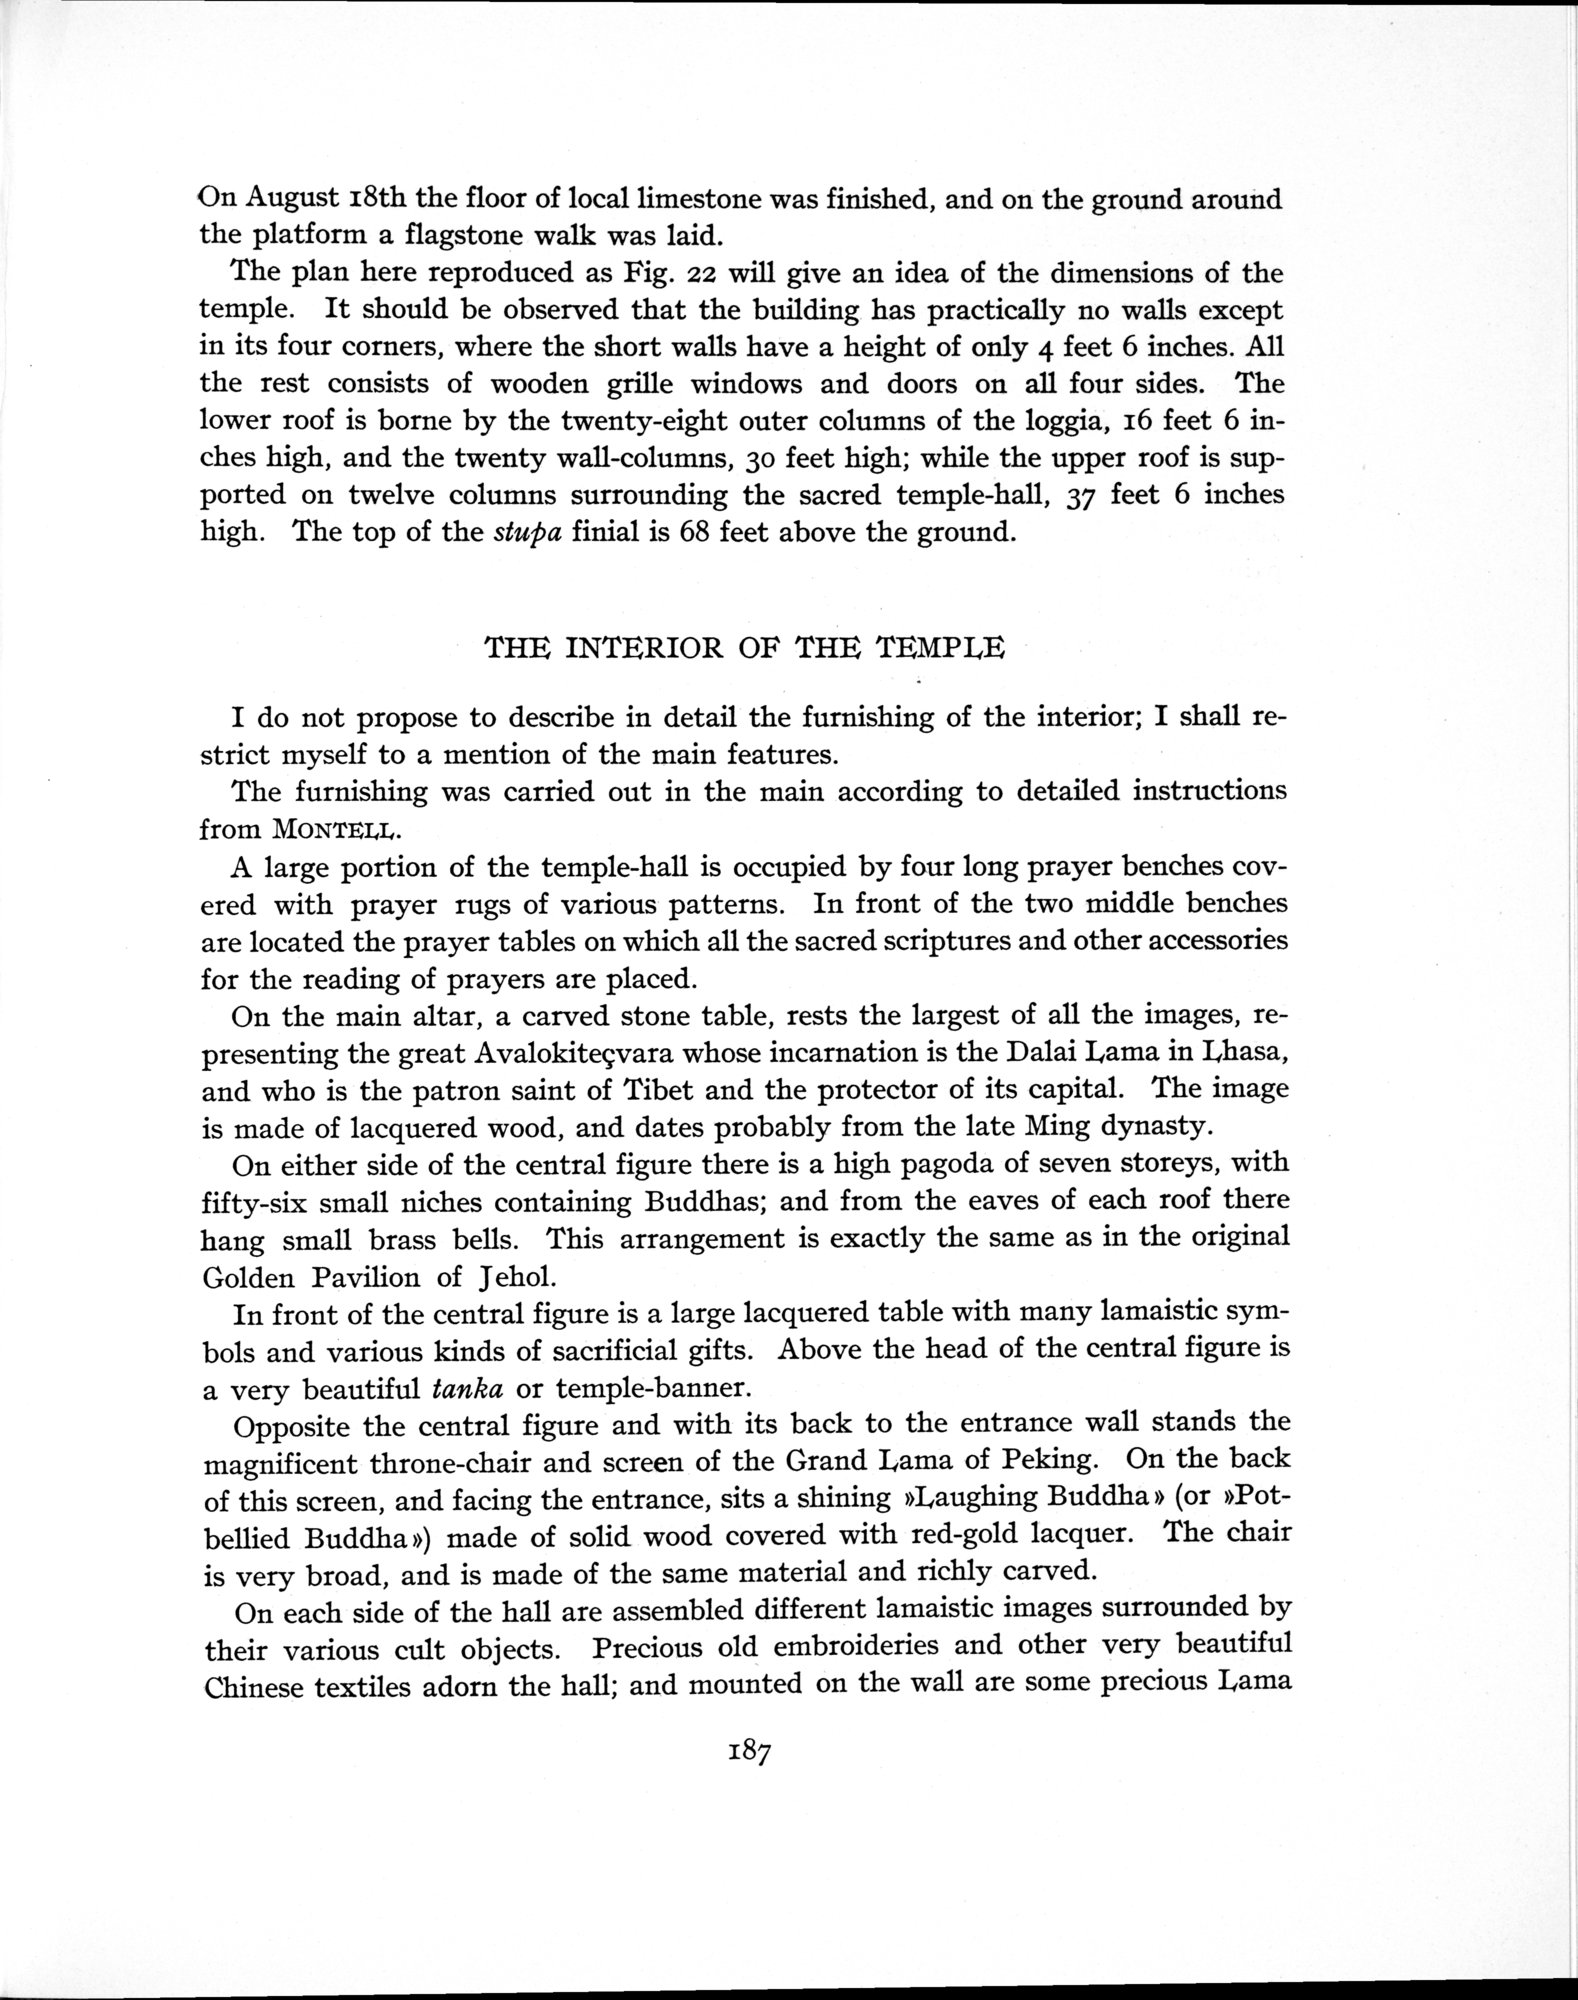 On August 18th the floor of local limestone was finished, and on the ground around
the platform a flagstone walk was laid.
The plan here reproduced as Fig. 22 will give an idea of the dimensions of the
temple. It should be observed that the building has practically no walls except
in its four corners, where the short walls have a height of only 4 feet 6 inches. All
the rest consists of wooden grille windows and doors on all four sides. The
lower roof is borne by the twenty-eight outer columns of the loggia, 16 feet 6 in-
ches high, and the twenty wall-columns, 30 feet high; while the upper roof is sup-
ported on twelve columns surrounding the sacred temple-hall, 37 feet 6 inches
high. The top of the stupa finial is 68 feet above the ground.
THE INTERIOR OF THE TEMPLE
I do not propose to describe in detail the furnishing of the interior; I shall re-
strict myself to a mention of the main features.
The furnishing was carried out in the main according to detailed instructions
from MONTELL.
A large portion of the temple-hall is occupied by four long prayer benches cov-
ered with prayer rugs of various patterns. In front of the two middle benches
are located the prayer tables on which all the sacred scriptures and other accessories
for the reading of prayers are placed.
On the main altar, a carved stone table, rests the largest of all the images, re-
presenting the great Avalokiteçvara whose incarnation is the Dalai Lama in Lhasa,
and who is the patron saint of Tibet and the protector of its capital. The image
is made of lacquered wood, and dates probably from the late Ming dynasty.
On either side of the central figure there is a high pagoda of seven storeys, with
fifty-six small niches containing Buddhas; and from the eaves of each roof there
hang small brass bells. This arrangement is exactly the same as in the original
Golden Pavilion of Jehol.
In front of the central figure is a large lacquered table with many lamaistic sym-
bols and various kinds of sacrificial gifts. Above the head of the central figure is
a very beautiful tanka or temple-banner.
Opposite the central figure and with its back to the entrance wall stands the
magnificent throne-chair and screen of the Grand Lama of Peking. On the back
of this screen, and facing the entrance, sits a shining »Laughing Buddha» (or »Pot-
bellied Buddha») made of solid wood covered with red-gold lacquer. The chair
is very broad, and is made of the same material and richly carved.
On each side of the hall are assembled different lamaistic images surrounded by
their various cult objects. Precious old embroideries and other very beautiful
Chinese textiles adorn the hall; and mounted on the wall are some precious Lama
187